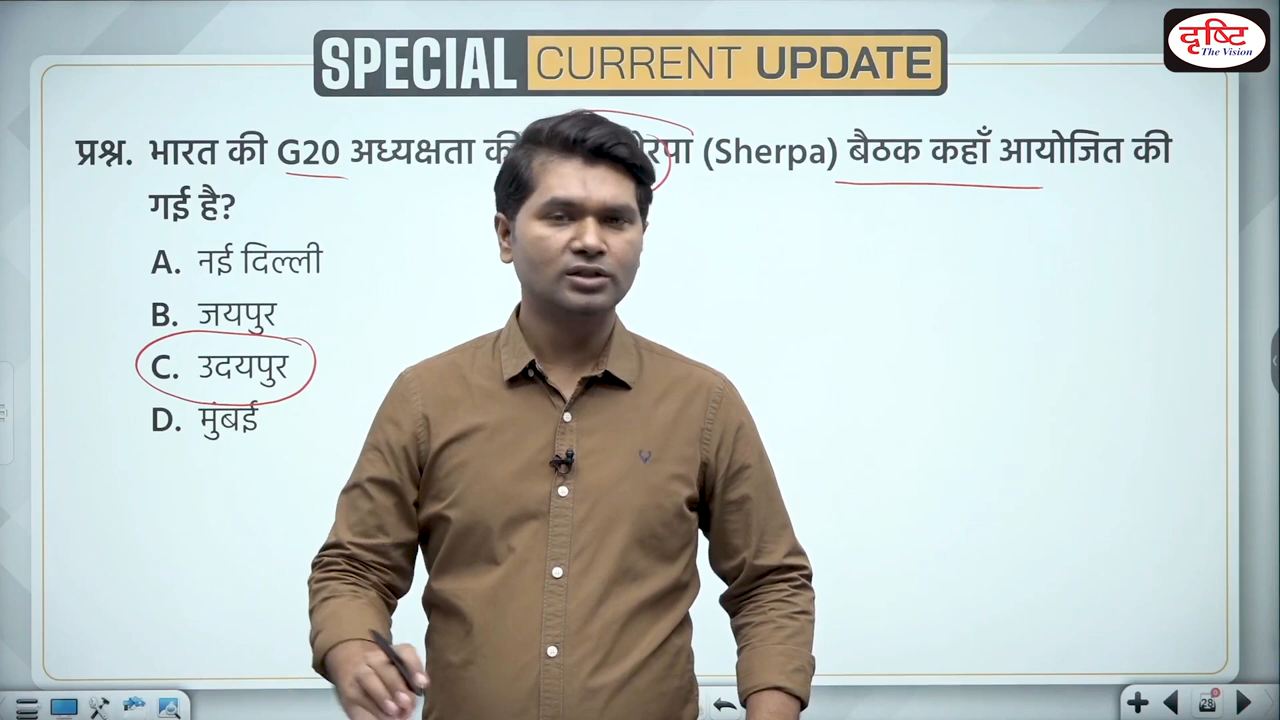 दृष्टि
The Vision
SPECIAL CURRENT UPDATE
प्रश्न. भारत की G20 अध्यक्षता की (Sherpa) बैठक कहाँ आयोजित की
गई है?
A. नई दिल्ली
B. जयपुर
C. उदयपुर
D. मुंबई
28